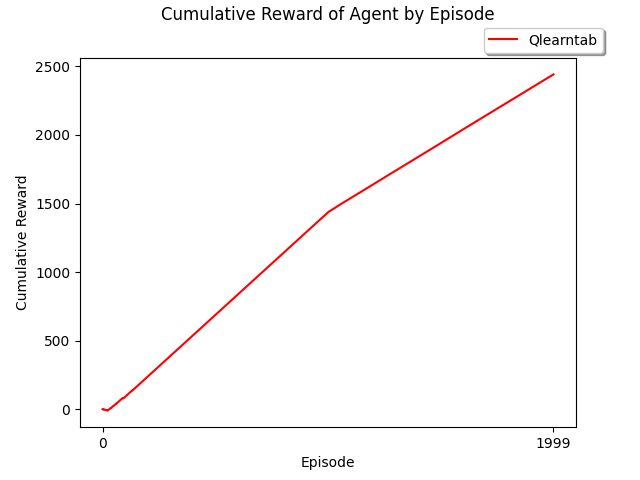 Cumulative Reward of Agent by Episode
Qlearntab
2500
2000
1500
1000
500
0
Cumulative Reward
0
1999
Episode